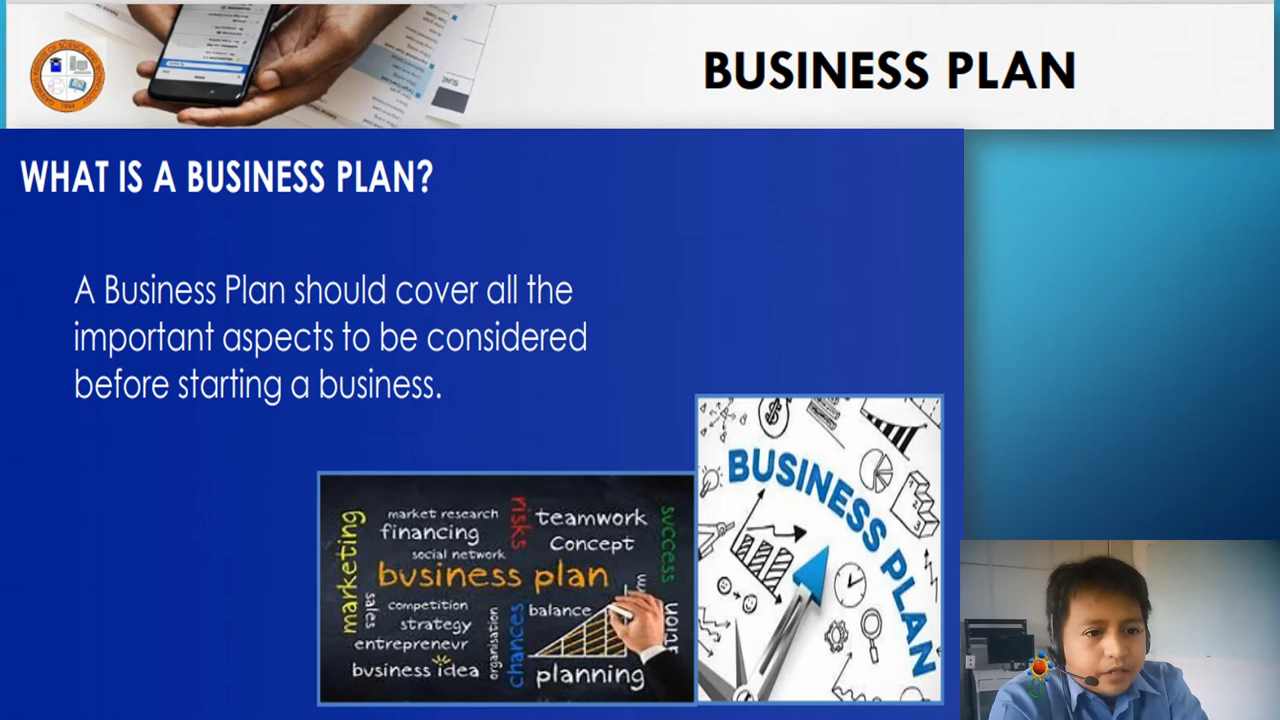 BUSINESS PLAN
WHAT IS A BUSINESS PLAN?
A Business Plan should cover all the
important aspects to be considered
before starting a business.
marketing
market research
financing
social network
risks
teamwork
Concept
success
business plan
sales
competition
strategy
entrepreneur
business idea
organisation
chances
balance
planning
BUSINESS PLAN